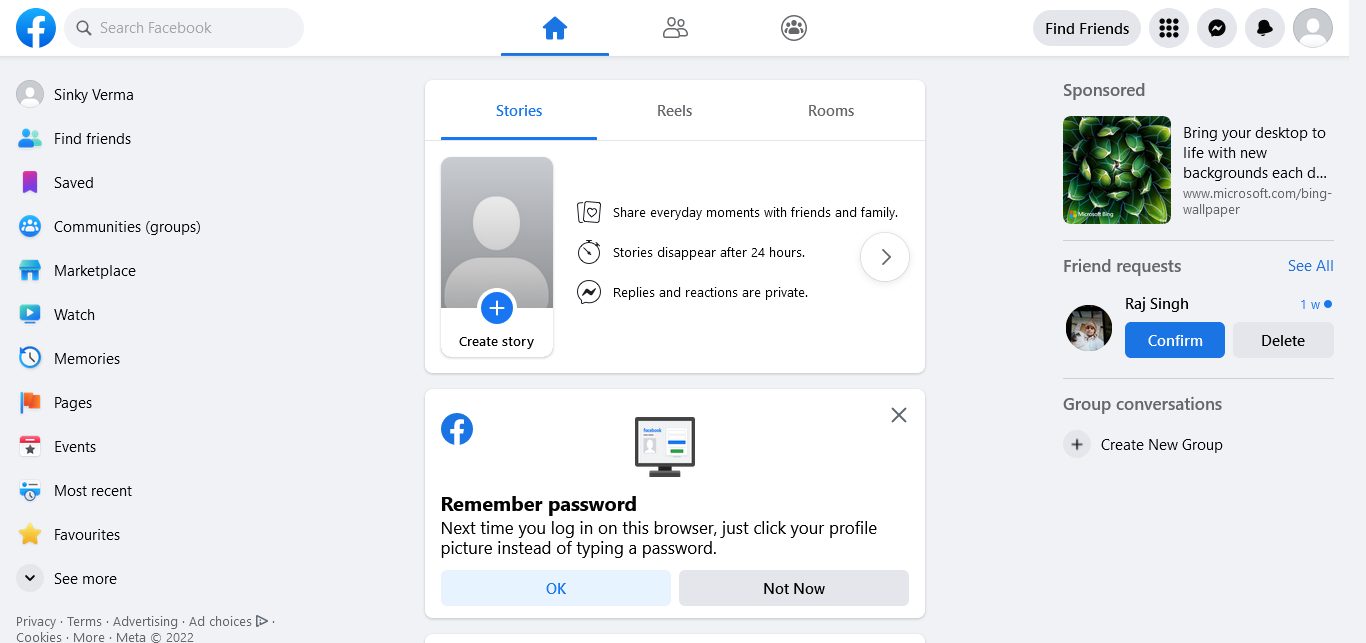 Search Facebook
Find Friends
Sinky Verma
Find friends
Saved
Communities (groups)
Marketplace
Watch
Memories
Pages
Events
Most recent
Favourites
See more
Privacy · Terms · Advertising · Ad choices ·
Cookies · More · Meta © 2022
Stories
Reels
Rooms
Share everyday moments with friends and family.
Stories disappear after 24 hours.
Replies and reactions are private.
Create story
facebook
Remember password
Next time you log in on this browser, just click your profile
picture instead of typing a password.
OK
Not Now
Sponsored
Microsoft Bing
Bring your desktop to
life with new
backgrounds each d...
www.microsoft.com/bing-
wallpaper
Friend requests
See All
Raj Singh
1 w
Confirm
Delete
Group conversations
Create New Group